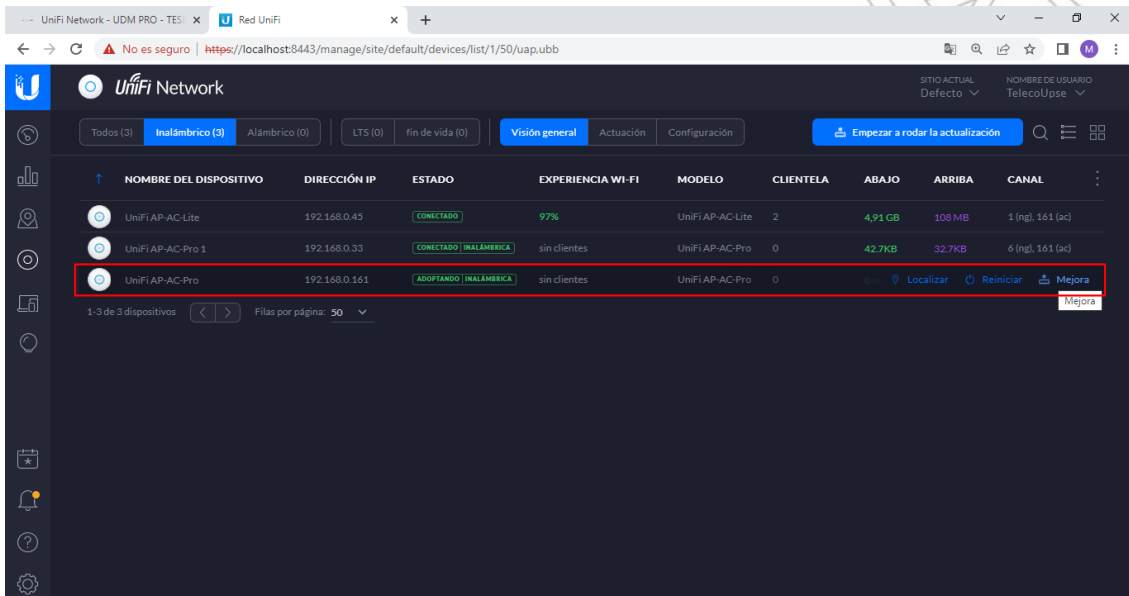 UniFi Network - UDM PRO - TES
Red UniFi
No es seguro | https://localhost:8443/manage/site/default/devices/list/1/50/uap,ubb
M
UniFi Network
SITIO ACTUAL
Defecto
NOMBRE DE USUARIO
TelecoUpse
Todos (3) Inalámbrico (3) Alámbrico (0) LTS (0) fin de vida (0) Visión general Actuación Configuración Empezar a rodar la actualización
NOMBRE DEL DISPOSITIVO DIRECCIÓN IP ESTADO EXPERIENCIA WI-FI MODELO CLIENTELA ABAJO ARRIBA CANAL
UniFi AP-AC-Lite 192.168.0.45 CONECTADO 97% UniFi AP-AC-Lite 2 4,91 GB 108 MB 1 (ng), 161 (ac)
UniFi AP-AC-Pro 1 192.168.0.33 CONECTADO INALÁMBRICA sin clientes UniFi AP-AC-Pro 0 42.7KB 32.7KB 6 (ng), 161 (ac)
UniFi AP-AC-Pro 192.168.0.161 ADOPTANDO INALÁMBRICA sin clientes UniFi AP-AC-Pro 0 Localizar Reiniciar Mejora
Mejora
1-3 de 3 dispositivos Filas por página: 50